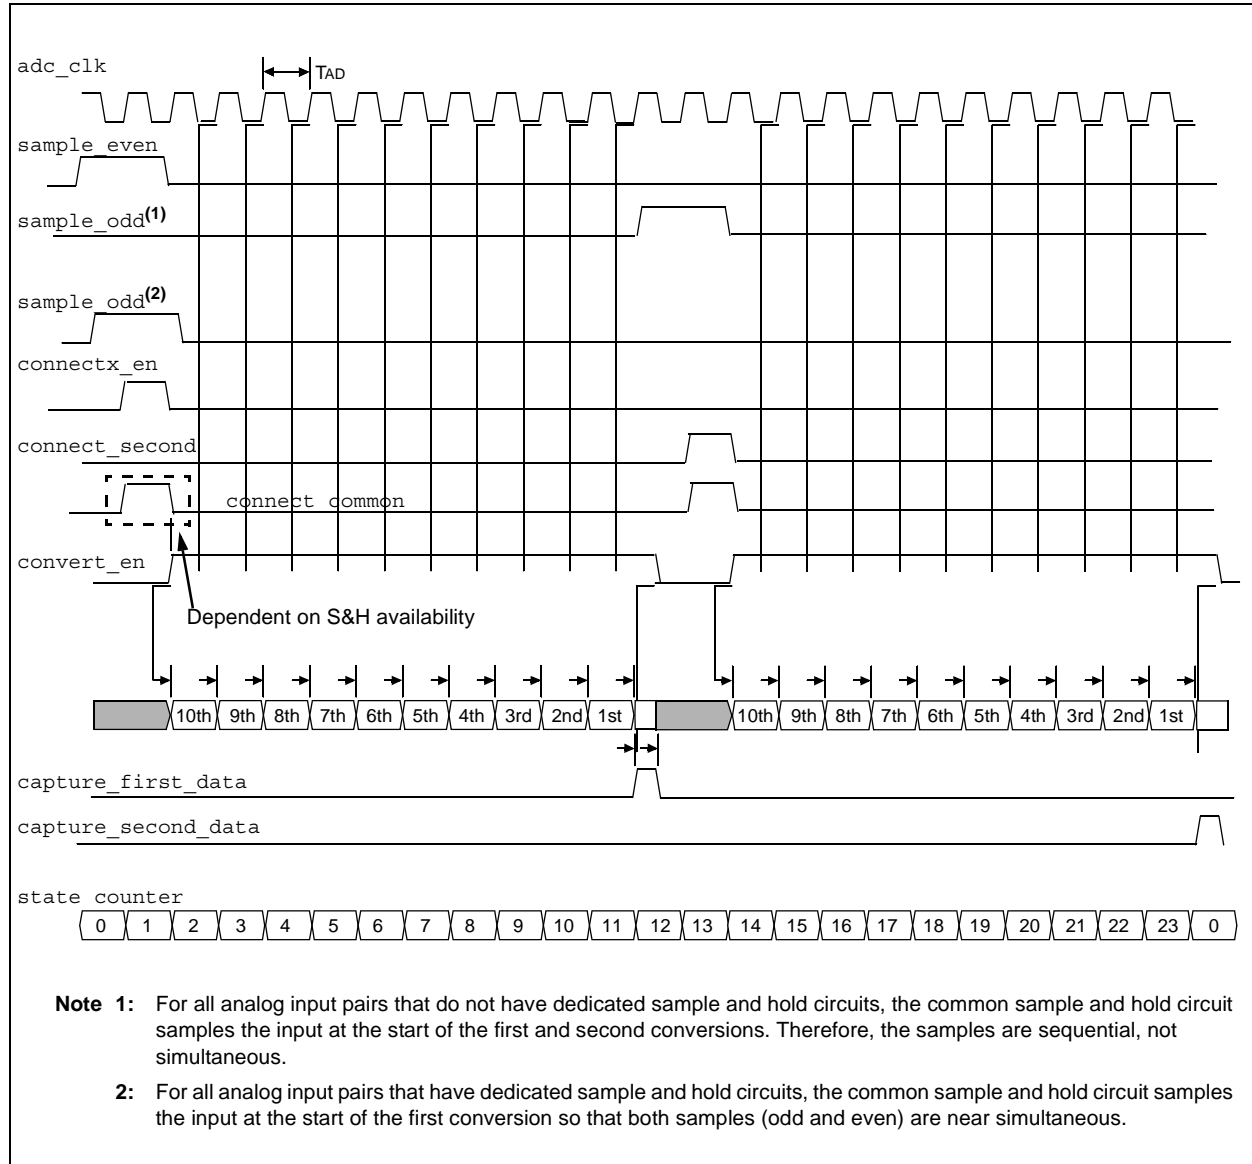 adc_clk
TAD
sample_even
sample_odd(1)
sample_odd(2)
connectx_en
connect_second
connect_common
convert_en
Dependent on S&H availability
10th 9th 8th 7th 6th 5th 4th 3rd 2nd 1st 10th 9th 8th 7th 6th 5th 4th 3rd 2nd 1st
capture_first_data
capture_second_data
state counter
0 1 2 3 4 5 6 7 8 9 10 11 12 13 14 15 16 17 18 19 20 21 22 23 0
Note 1: For all analog input pairs that do not have dedicated sample and hold circuits, the common sample and hold circuit
samples the input at the start of the first and second conversions. Therefore, the samples are sequential, not
simultaneous.
2: For all analog input pairs that have dedicated sample and hold circuits, the common sample and hold circuit samples
the input at the start of the first conversion so that both samples (odd and even) are near simultaneous.